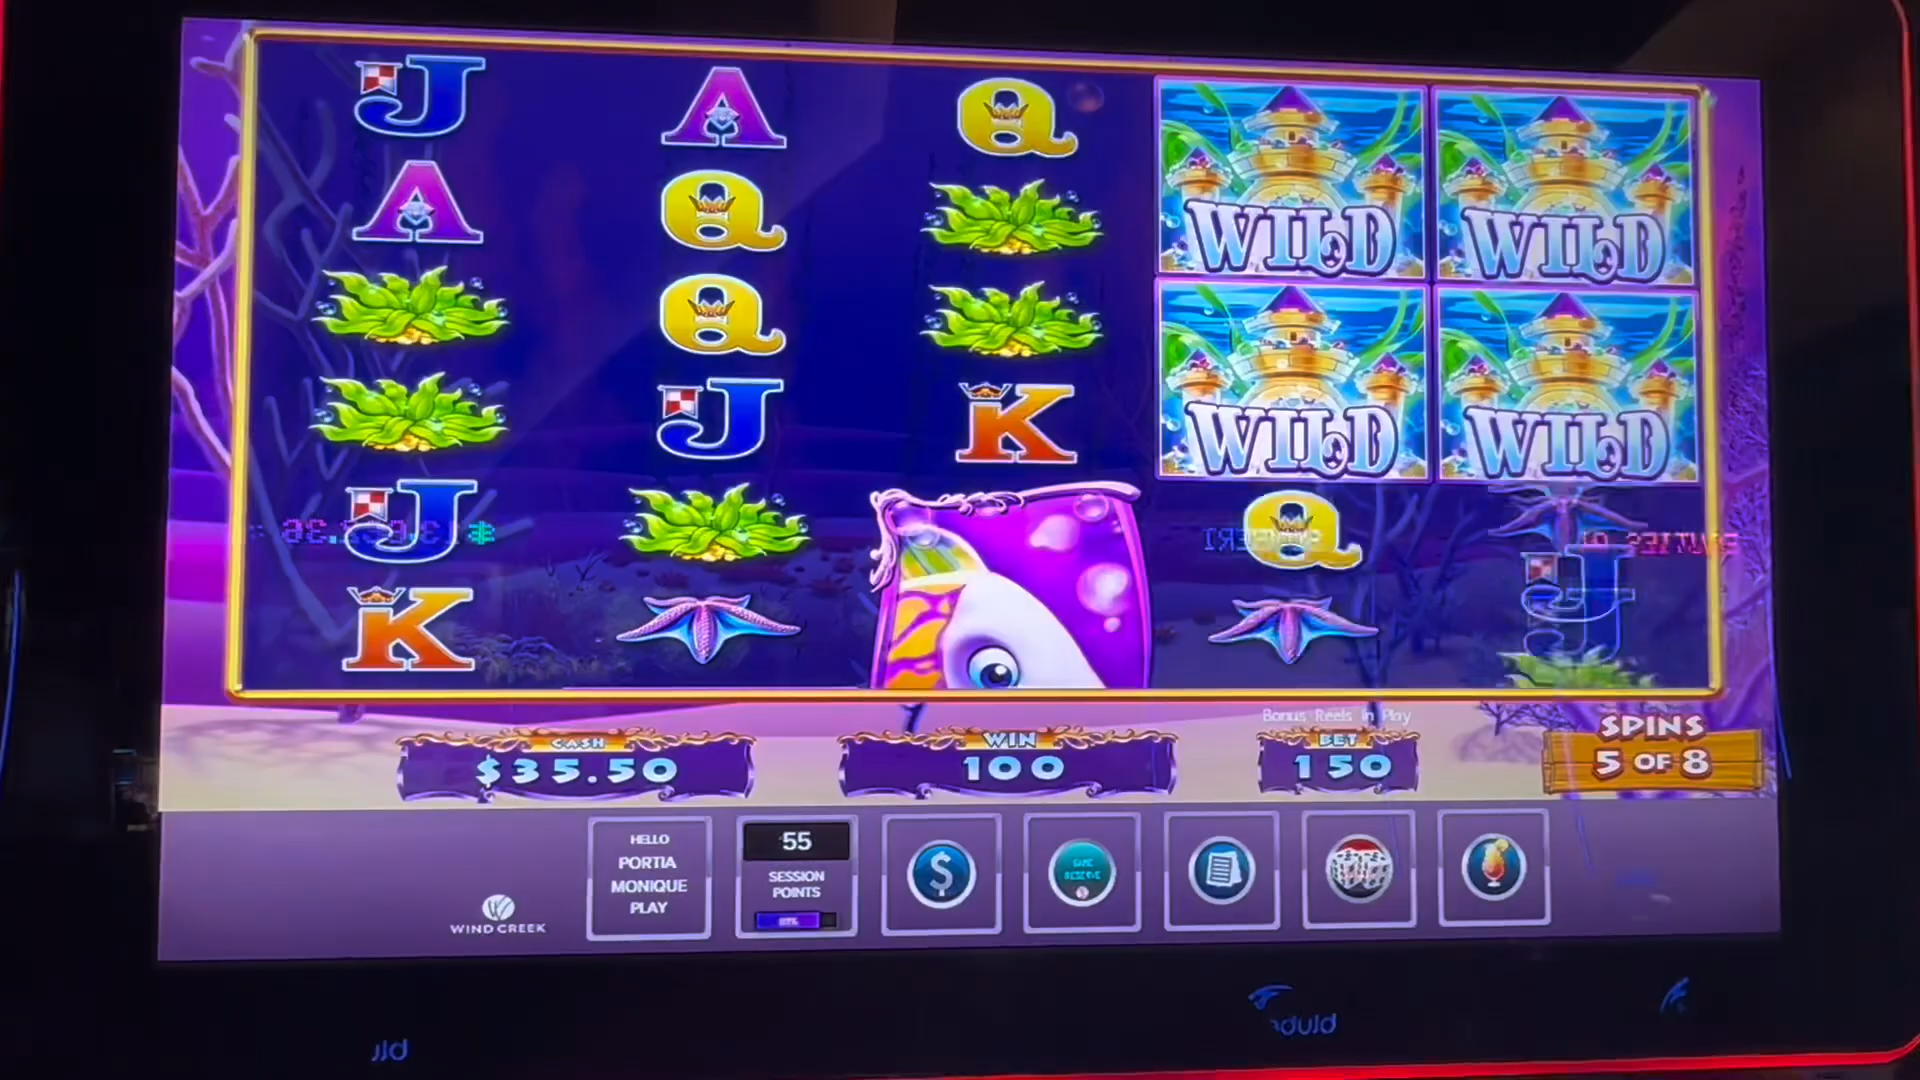 J A Q WILD WILD
A Q
Q WILD WILD
J K
J Q J
K
Bonus Reels In Play
CASH WIN BET SPINS
$35.50 100 150 5 OF 8
HELLO
PORTIA
MONIQUE
PLAY
55
SESSION
POINTS
WIND CREEK